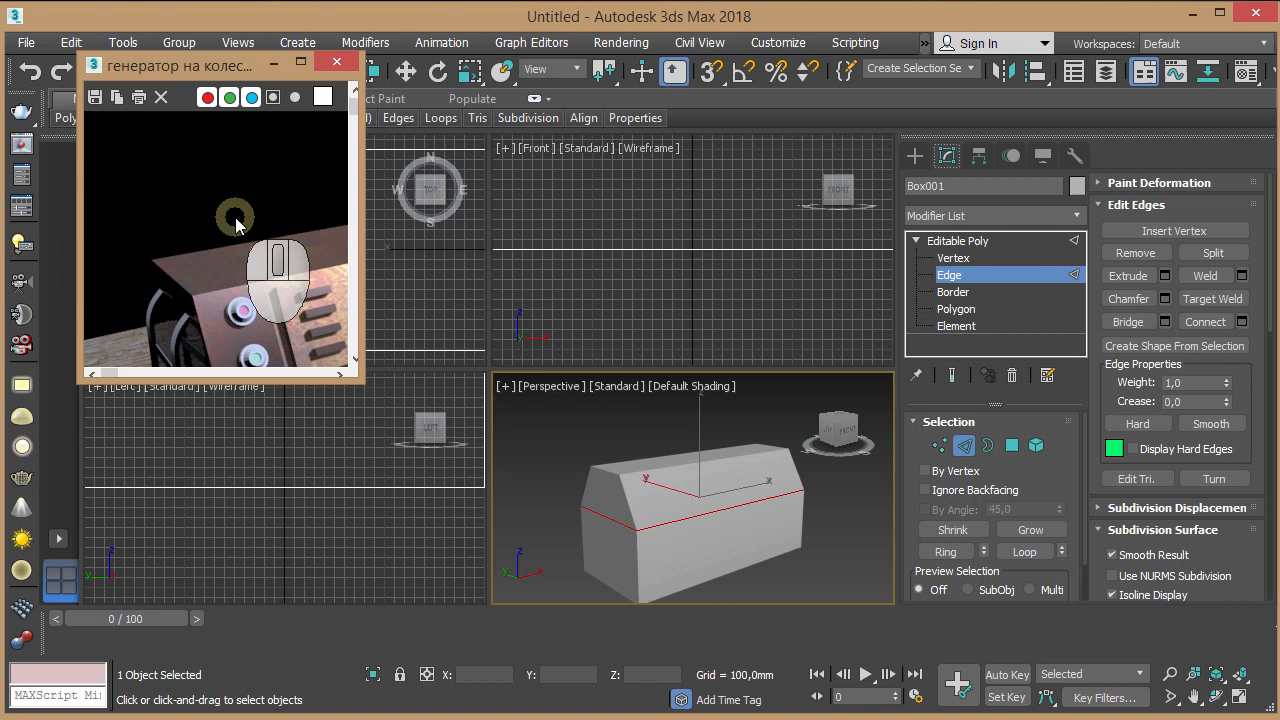 Untitled - Autodesk 3ds Max 2018
File Edit Tools Group Views Create Modifiers Animation Graph Editors Rendering Civil View Customize Scripting Sign In Workspaces: Default
генератор на колес...
View
Create Selection Se
Paint
Populate
Poly
Edges Loops Tris Subdivision Align Properties
N
W TOP E
S
[+] [Front] [Standard] [Wireframe]
FRONT
z
x
[+] [Left] [Standard] [Wireframe]
LEFT
z
y
[+] [Perspective] [Standard] [Default Shading]
FRONT
z
y
x
z
y
x
Box001
Modifier List
Editable Poly
Vertex
Edge
Border
Polygon
Element
Selection
By Vertex
Ignore Backfacing
By Angle: 45,0
Shrink Grow
Ring Loop
Preview Selection
Off SubObj Multi
Paint Deformation
Edit Edges
Insert Vertex
Remove Split
Extrude Weld
Chamfer Target Weld
Bridge Connect
Create Shape From Selection
Edge Properties
Weight: 1,0
Crease: 0,0
Hard Smooth
Display Hard Edges
Edit Tri. Turn
Subdivision Displacemen
Subdivision Surface
Smooth Result
Use NURMS Subdivision
Isoline Display
< 0 / 100 >
1 Object Selected
X: Y: Z: Grid = 100,0mm
Auto Key Selected
MAXScript Mi
Click or click-and-drag to select objects
Add Time Tag
0
Set Key Key Filters...